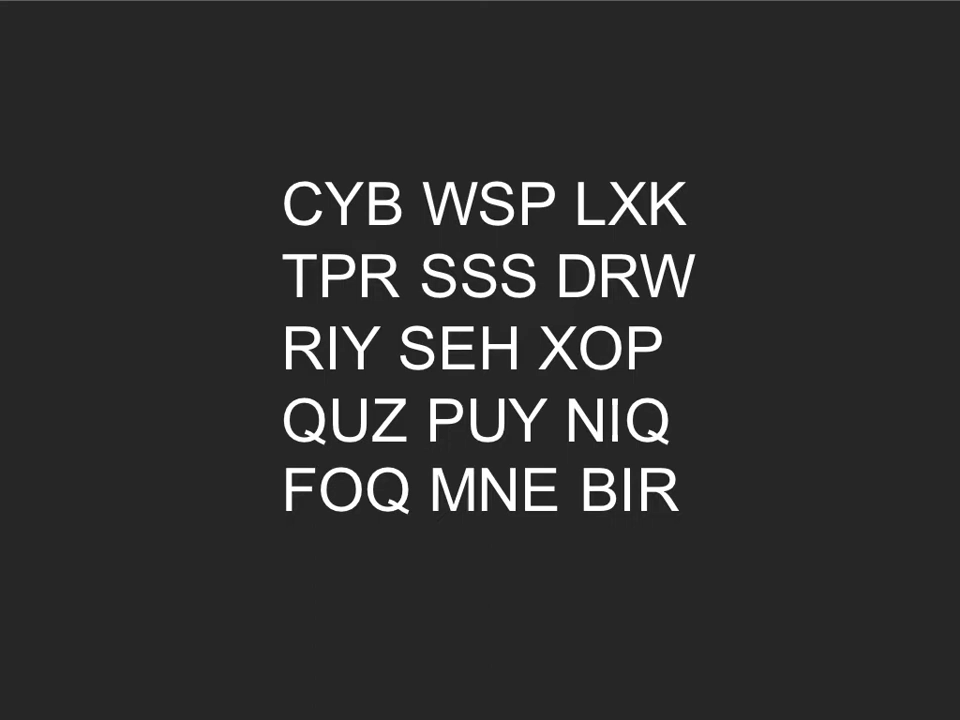 CYB WSP LXK
TPR SSS DRW
RIY SEH XOP
QUZ PUY NIQ
FOQ MNE BIR